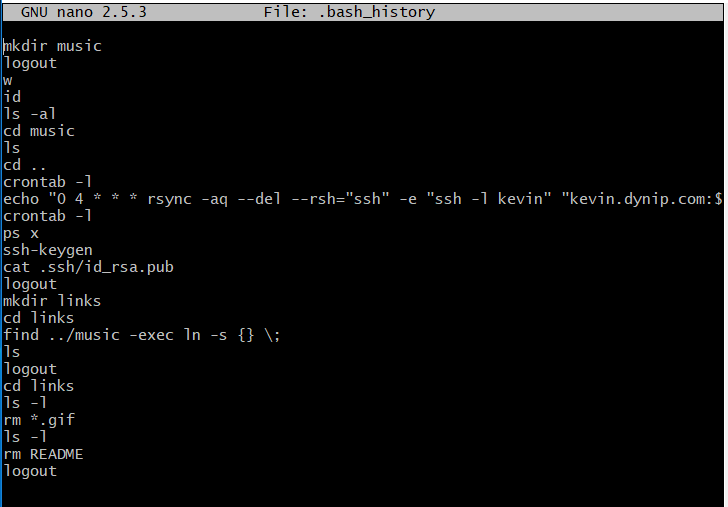 GNU nano 2.5.3 File: .bash_history
mkdir music
logout
w
id
ls -al
cd music
ls
cd ..
crontab -l
echo "0 4 * * * rsync -aq --del --rsh="ssh" -e "ssh -l kevin" "kevin.dynip.com:$
crontab -l
ps x
ssh-keygen
cat .ssh/id_rsa.pub
logout
mkdir links
cd links
find ../music -exec ln -s {} \;
ls
logout
cd links
ls -l
rm *.gif
ls -l
rm README
logout